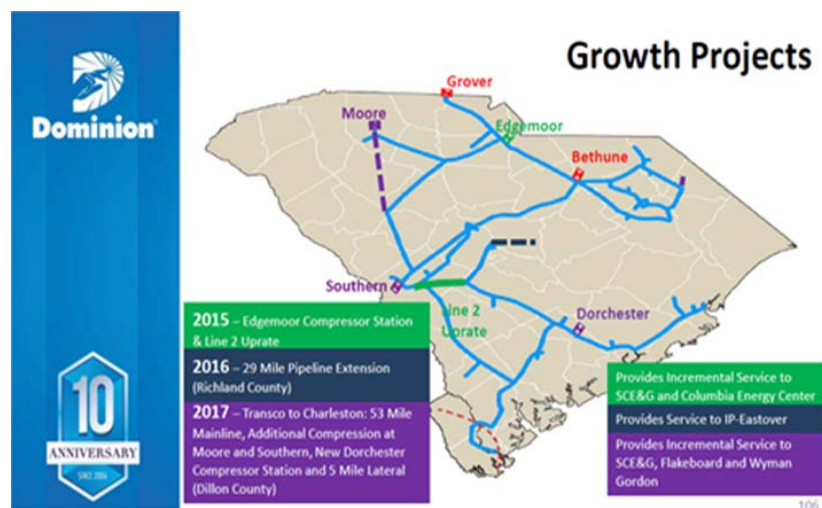 Growth Projects
Dominion®
Grover
Moore
Edgemoor
Bethune
Southern
Line 2
Uprate
Dorchester
2015 – Edgemoor Compressor Station
& Line 2 Uprate
2016 – 29 Mile Pipeline Extension
(Richland County)
2017 – Transco to Charleston: 53 Mile
Mainline, Additional Compression at
Moore and Southern, New Dorchester
Compressor Station and 5 Mile Lateral
(Dillon County)
Provides Incremental Service to
SCE&G and Columbia Energy Center
Provides Service to IP-Eastover
Provides Incremental Service to
SCE&G, Flakeboard and Wyman
Gordon
10
ANNIVERSARY
106